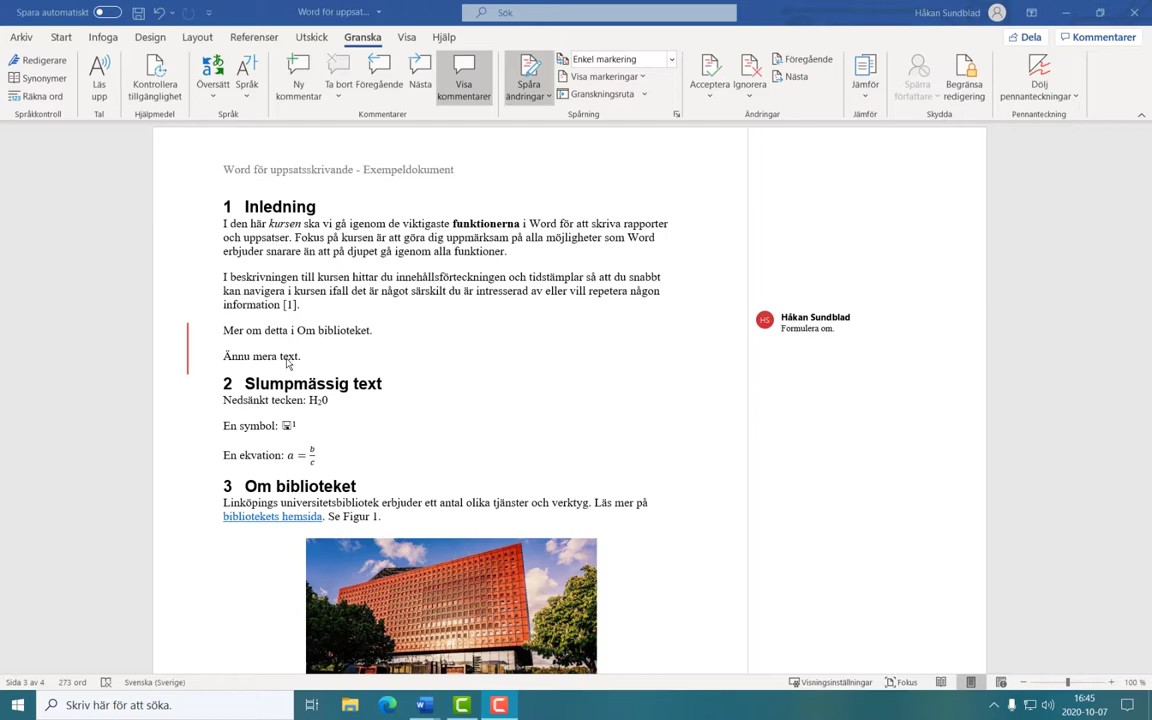 Spara automatiskt
Word för uppsat...
Sök
Håkan Sundblad
Arkiv Start Infoga Design Layout Referenser Utskick Granska Visa Hjälp
Dela Kommentarer
Redigerare
Synonymer
Räkna ord
Språkkontroll
Läs upp
Tal
Kontrollera tillgänglighet
Hjälpmedel
Översätt Språk
Språk
Ny kommentar
Ta bort Föregående Nästa
Visa kommentarer
Kommentarer
Spåra ändringar
Enkel markering
Visa markeringar
Granskningsruta
Spårning
Acceptera Ignorera
Föregående
Nästa
Ändringar
Jämför
Jämför
Spärra författare
Begränsa redigering
Skydda
Dölj pennanteckningar
Pennanteckning
Word för uppsatsskrivande - Exempeldokument
1 Inledning
I den här kursen ska vi gå igenom de viktigaste funktionerna i Word för att skriva rapporter
och uppsatser. Fokus på kursen är att göra dig uppmärksam på alla möjligheter som Word
erbjuder snarare än att på djupet gå igenom alla funktioner.
I beskrivningen till kursen hittar du innehållsförteckningen och tidstämplar så att du snabbt
kan navigera i kursen ifall det är något särskilt du är intresserad av eller vill repetera någon
information [1].
Mer om detta i Om biblioteket.
Ännu mera text.
HS Håkan Sundblad
Formulera om.
2 Slumpmässig text
Nedsänkt tecken: H₂0
En symbol: 🖫¹
En ekvation: a = b/c
3 Om biblioteket
Linköpings universitetsbibliotek erbjuder ett antal olika tjänster och verktyg. Läs mer på
bibliotekets hemsida. Se Figur 1.
Sida 3 av 4 273 ord Svenska (Sverige) Visningsinställningar Fokus 100 %
Skriv här för att söka.
16:45
2020-10-07